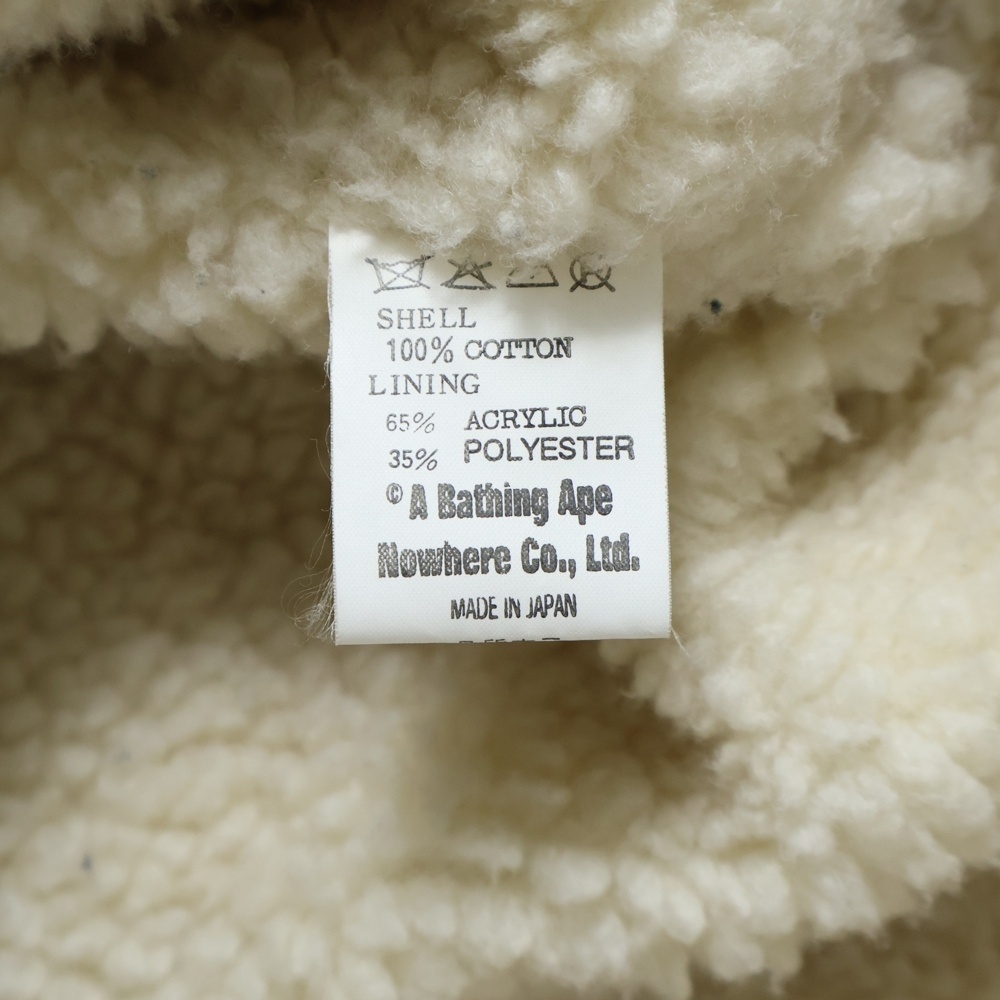 SHELL
100% COTTON
LINING
65% ACRYLIC
35% POLYESTER
© A Bathing Ape
Nowhere Co., Ltd.
MADE IN JAPAN